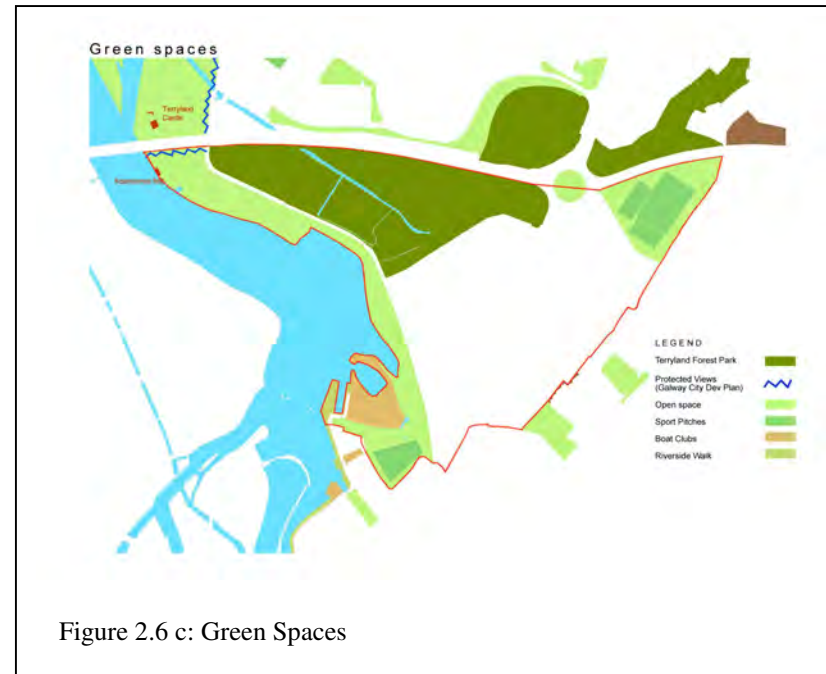 Green spaces
Terryland
Castle
LEGEND
Terryland Forest Park
Protected Views
(Galway City Dev Plan)
Open space
Sport Pitches
Boat Clubs
Riverside Walk
Figure 2.6 c: Green Spaces